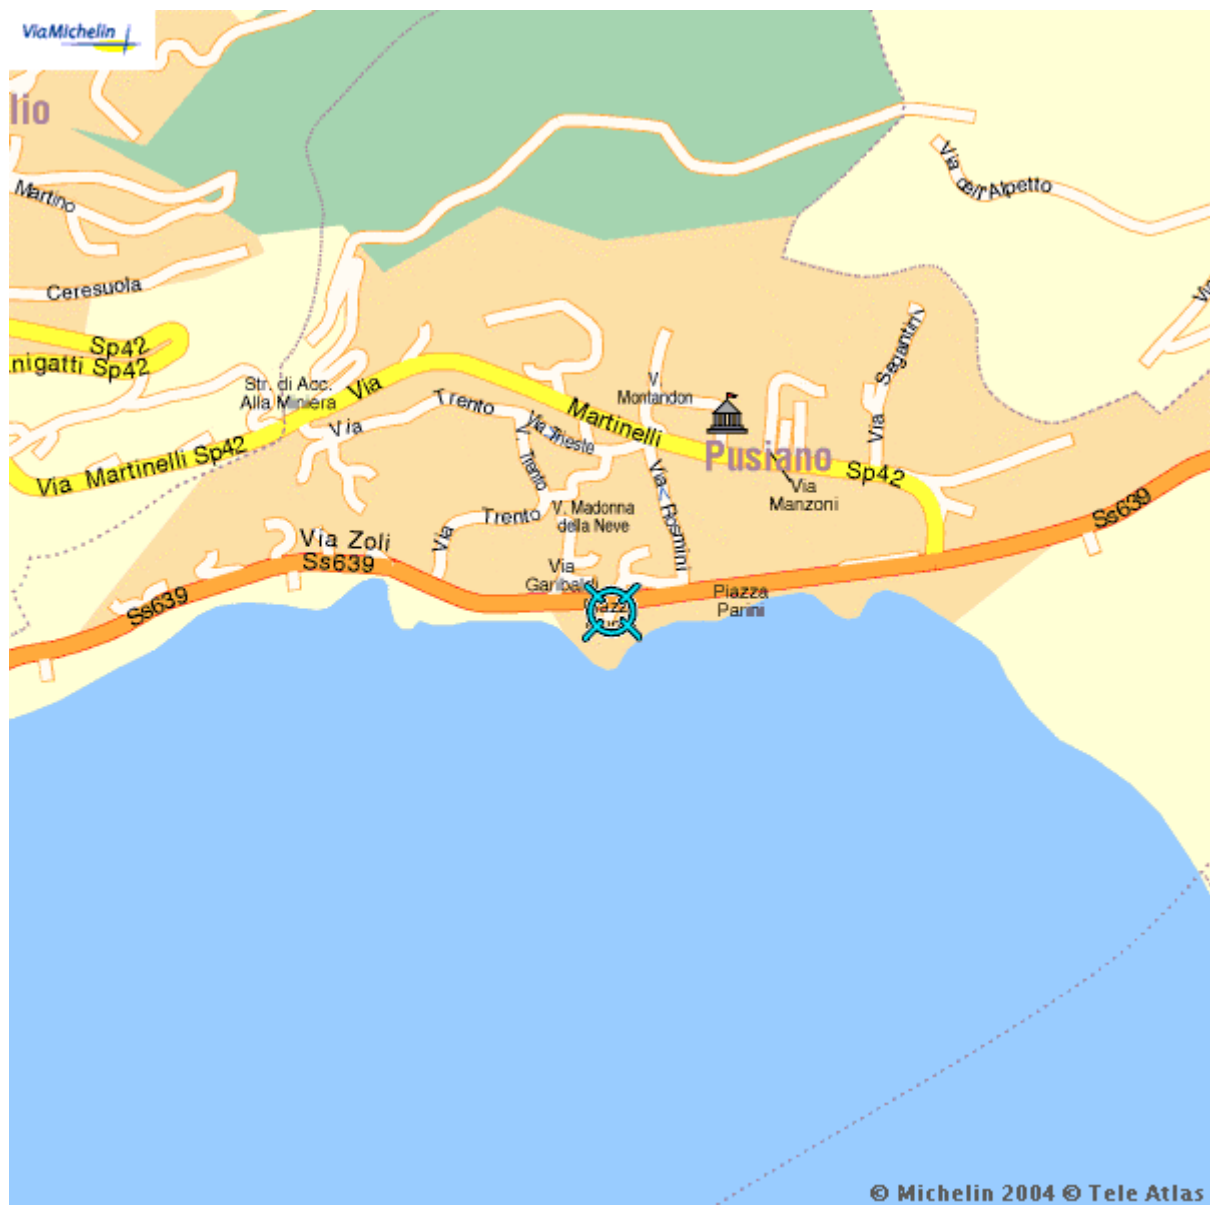 ViaMichelin
lio
Martino
Via
dell'Alpetto
Ceresuola
Sp42
nigatti Sp42
Str. di Acc.
Alla Miniera
Via
Martinelli
V.
Montandon
Via Segantini
Trento
Via
Via Trieste
V. Trento
Pusiano
Sp42
Via Martinelli Sp42
Via
Manzoni
Via Rosmini
V. Madonna
della Neve
Via Trento
Ss639
Via Zoli
Ss639
Via
Garibaldi
Piazza
Parini
Ss639
© Michelin 2004 © Tele Atlas